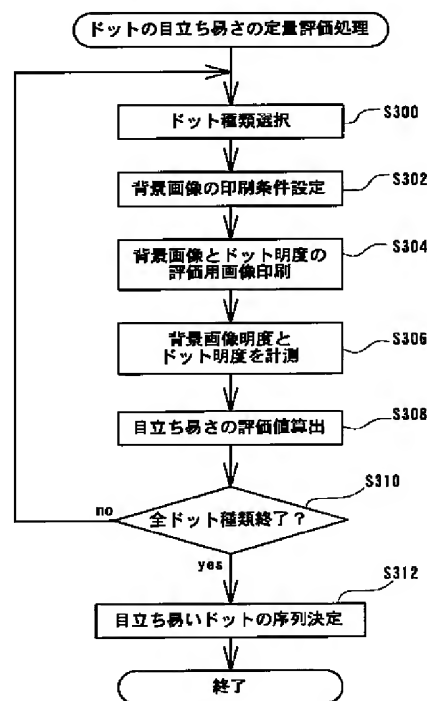 ドットの目立ち易さの定量評価処理
S300
ドット種類選択
S302
背景画像の印刷条件設定
S304
背景画像とドット明度の
評価用画像印刷
S306
背景画像明度と
ドット明度を計測
S308
目立ち易さの評価値算出
S310
no
全ドット種類終了？
yes
S312
目立ち易いドットの序列決定
終了